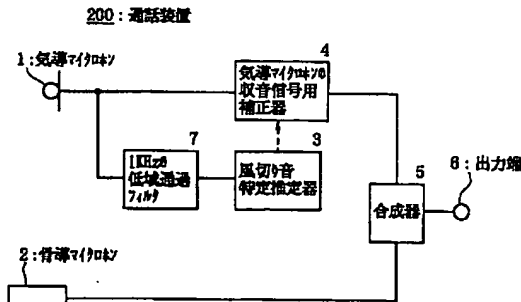 200:通話装置
1:気導マイクロホン
4
気導マイクロホンの
収音信号用
補正器
7
1KHzの
低域通過
フィルタ
3
風切り音
特定推定器
5
合成器
6:出力端
2:骨導マイクロホン